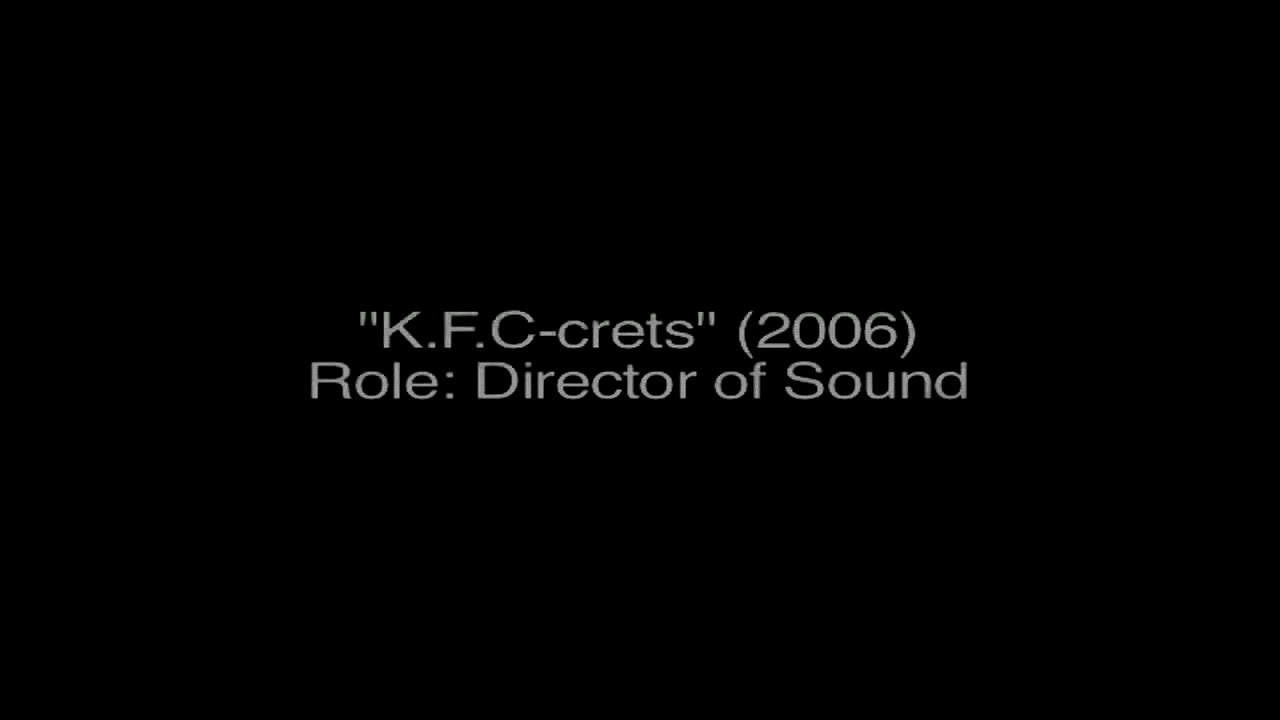 "K.F.C-crets" (2006)
Role: Director of Sound